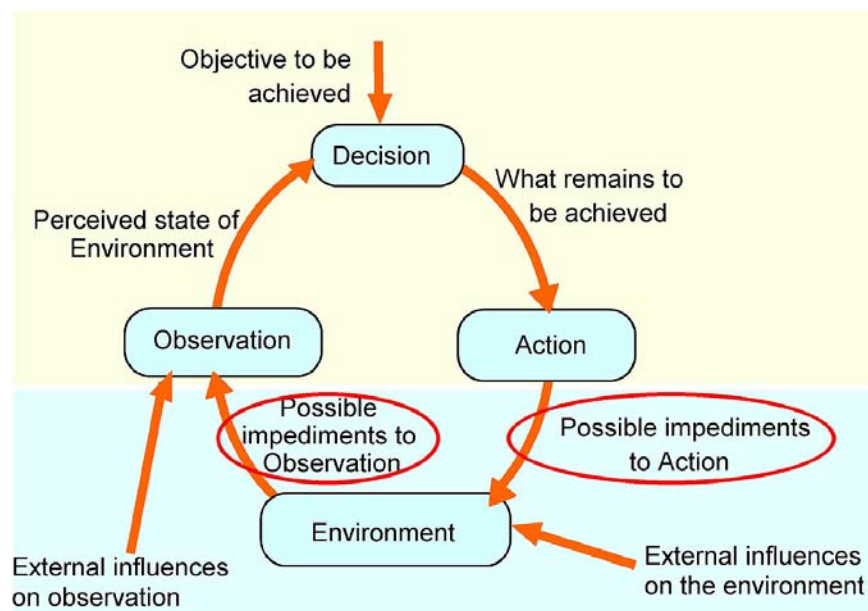 Objective to be
achieved
Decision
What remains to
be achieved
Perceived state of
Environment
Observation
Action
Possible
impediments to
Observation
Possible impediments
to Action
Environment
External influences
on observation
External influences
on the environment